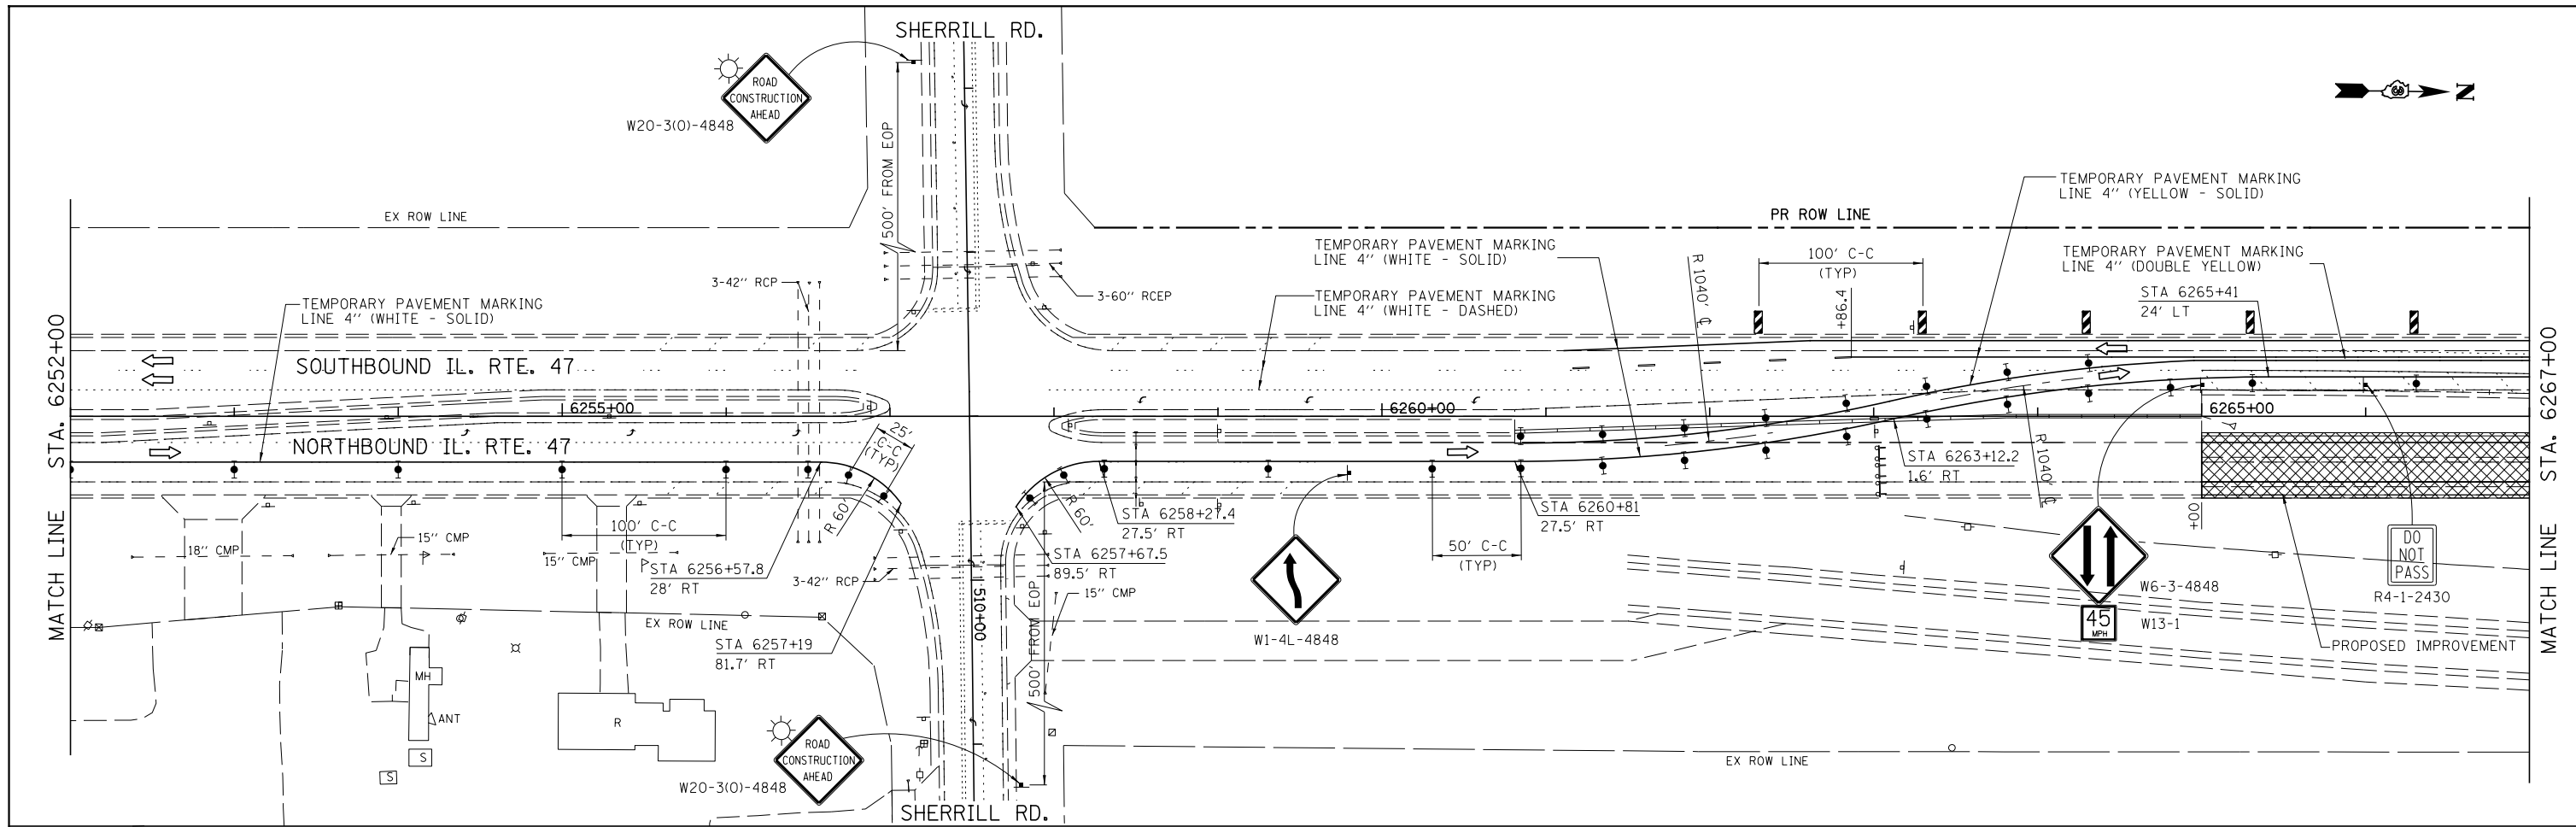 SHERRILL RD.
ROAD
CONSTRUCTION
AHEAD
W20-3(O)-4848
500' FROM EOP
N
EX ROW LINE
PR ROW LINE
TEMPORARY PAVEMENT MARKING
LINE 4'' (YELLOW - SOLID)
TEMPORARY PAVEMENT MARKING
LINE 4'' (WHITE - SOLID)
R 1040' ℄
100' C-C
(TYP)
TEMPORARY PAVEMENT MARKING
LINE 4'' (DOUBLE YELLOW)
3-42'' RCP
3-60'' RCEP
TEMPORARY PAVEMENT MARKING
LINE 4'' (WHITE - SOLID)
TEMPORARY PAVEMENT MARKING
LINE 4'' (WHITE - DASHED)
+86.4
STA 6265+41
24' LT
MATCH LINE STA. 6252+00
SOUTHBOUND IL. RTE. 47
6255+00
6260+00
6265+00
MATCH LINE STA. 6267+00
NORTHBOUND IL. RTE. 47
25'
C-C
(TYP)
R 60'
R 60'
STA 6263+12.2
1.6' RT
R 1040' ℄
STA 6258+27.4
27.5' RT
STA 6260+81
27.5' RT
+00
100' C-C
(TYP)
15'' CMP
18'' CMP
15'' CMP
STA 6256+57.8
28' RT
3-42'' RCP
STA 6257+67.5
89.5' RT
50' C-C
(TYP)
DO
NOT
PASS
R4-1-2430
15'' CMP
510+00
W6-3-4848
45
MPH
W13-1
EX ROW LINE
STA 6257+19
81.7' RT
W1-4L-4848
PROPOSED IMPROVEMENT
500' FROM EOP
MH
ANT
R
S
S
ROAD
CONSTRUCTION
AHEAD
W20-3(O)-4848
EX ROW LINE
SHERRILL RD.